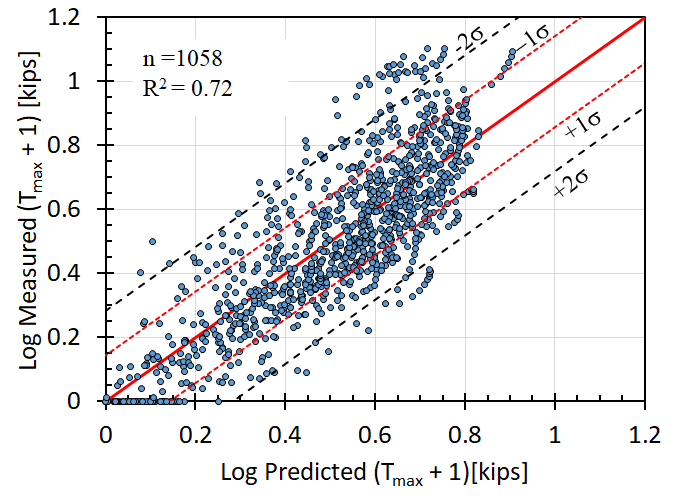 n =1058
R² = 0.72
-2σ
−1σ
+1σ
+2σ
Log Measured (Tmax + 1) [kips]
1.2
1
0.8
0.6
0.4
0.2
0
0 0.2 0.4 0.6 0.8 1 1.2
Log Predicted (Tmax + 1)[kips]